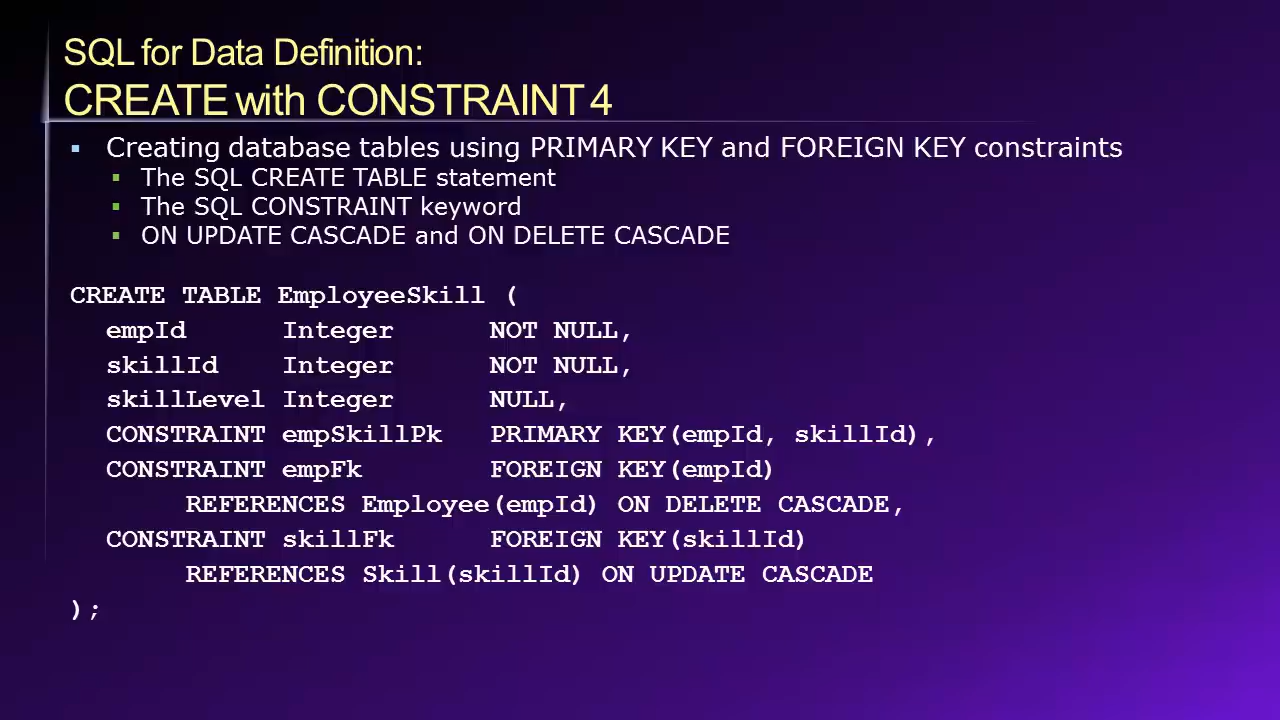 SQL for Data Definition:
CREATE with CONSTRAINT 4
Creating database tables using PRIMARY KEY and FOREIGN KEY constraints
The SQL CREATE TABLE statement
The SQL CONSTRAINT keyword
ON UPDATE CASCADE and ON DELETE CASCADE
CREATE TABLE EmployeeSkill (
empId Integer NOT NULL,
skillId Integer NOT NULL,
skillLevel Integer NULL,
CONSTRAINT empSkillPk PRIMARY KEY(empId, skillId),
CONSTRAINT empFk FOREIGN KEY(empId)
REFERENCES Employee(empId) ON DELETE CASCADE,
CONSTRAINT skillFk FOREIGN KEY(skillId)
REFERENCES Skill(skillId) ON UPDATE CASCADE
);